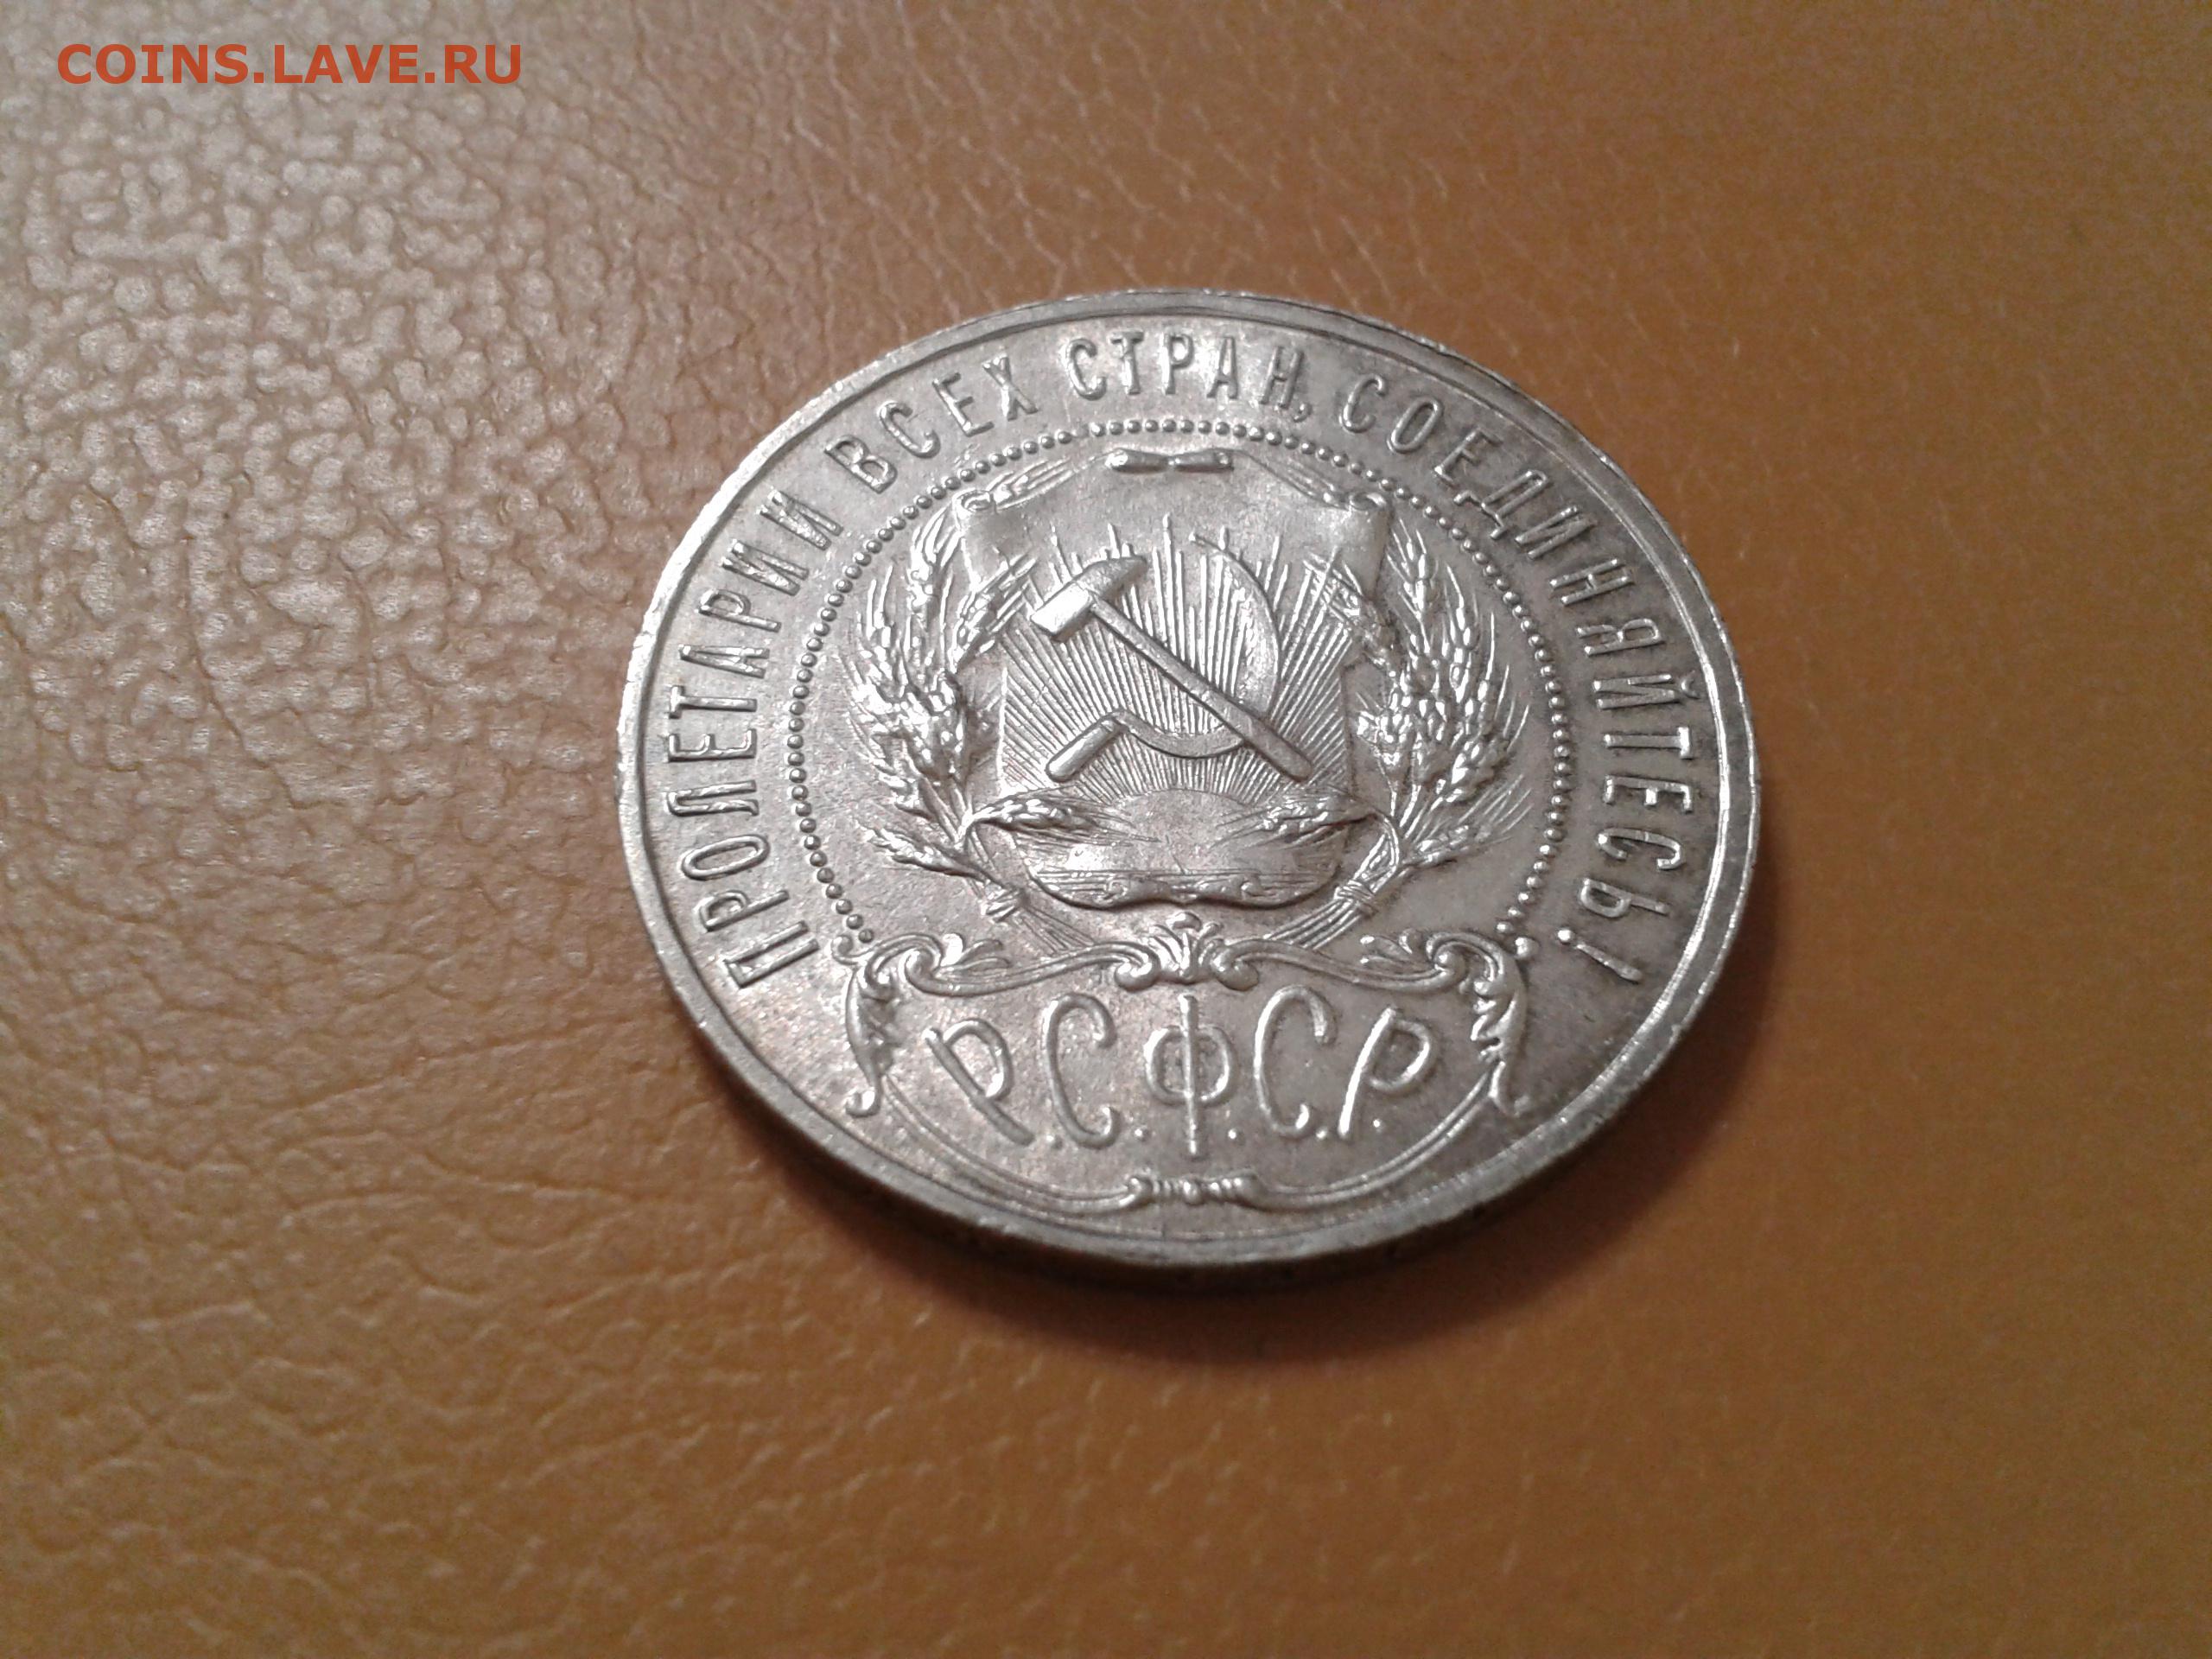 COINS.LAVE.RU
ПРОЛЕТАРИИ ВСЕХ СТРАН, СОЕДИНЯЙТЕСЬ!
Р.С.Ф.С.Р.